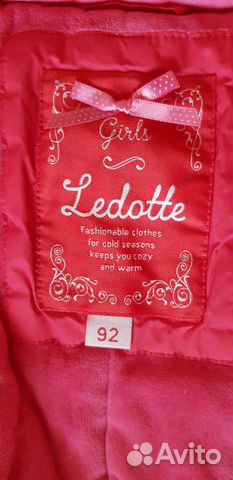 Girls
Ledotte
Fashionable clothes
for cold seasons
keeps you cozy
and warm
92
Avito